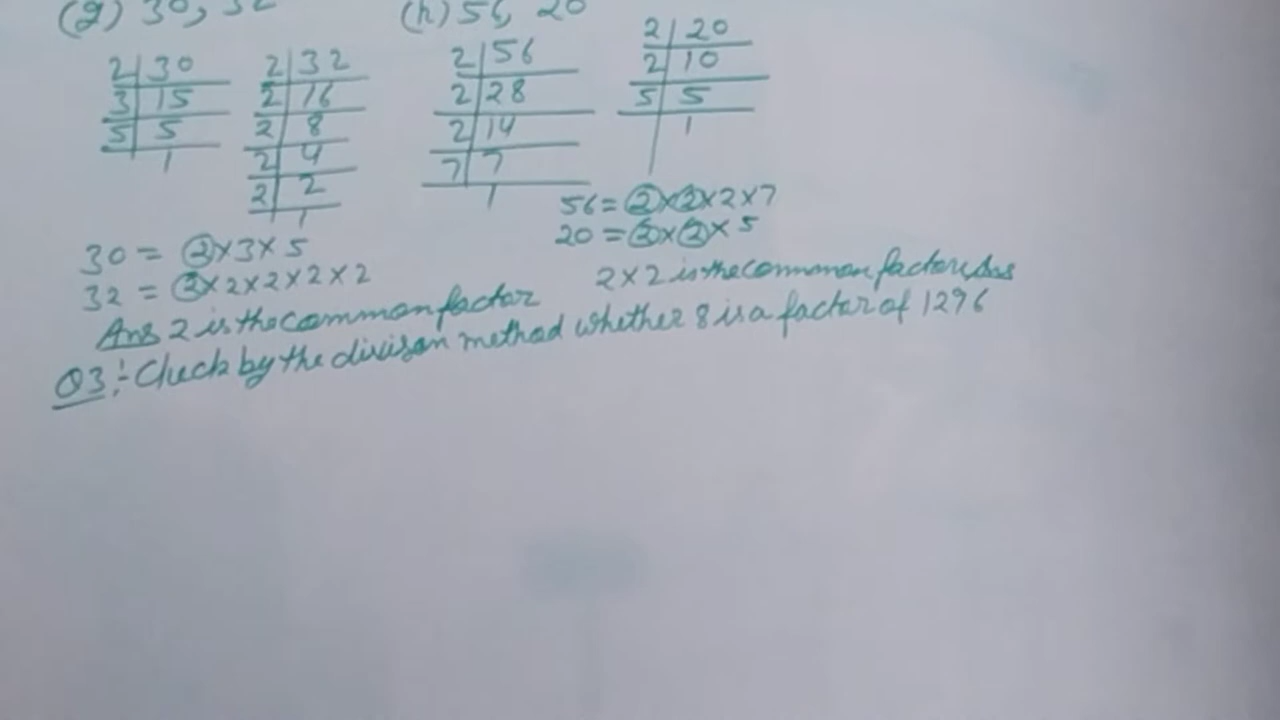 (g) 30, 32 (h) 56, 20
2 30
3 15
5 5
1
2 32
2 16
2 8
2 4
2 2
1
2 56
2 28
2 14
7 7
1
2 20
2 10
5 5
1
30 = 2×3×5
32 = 2×2×2×2×2
Ans 2 is the common factor
56 = 2×2×2×7
20 = 2×2×5
2×2 is the common factor Ans
Q3:- Check by the division method whether 8 is a factor of 1296